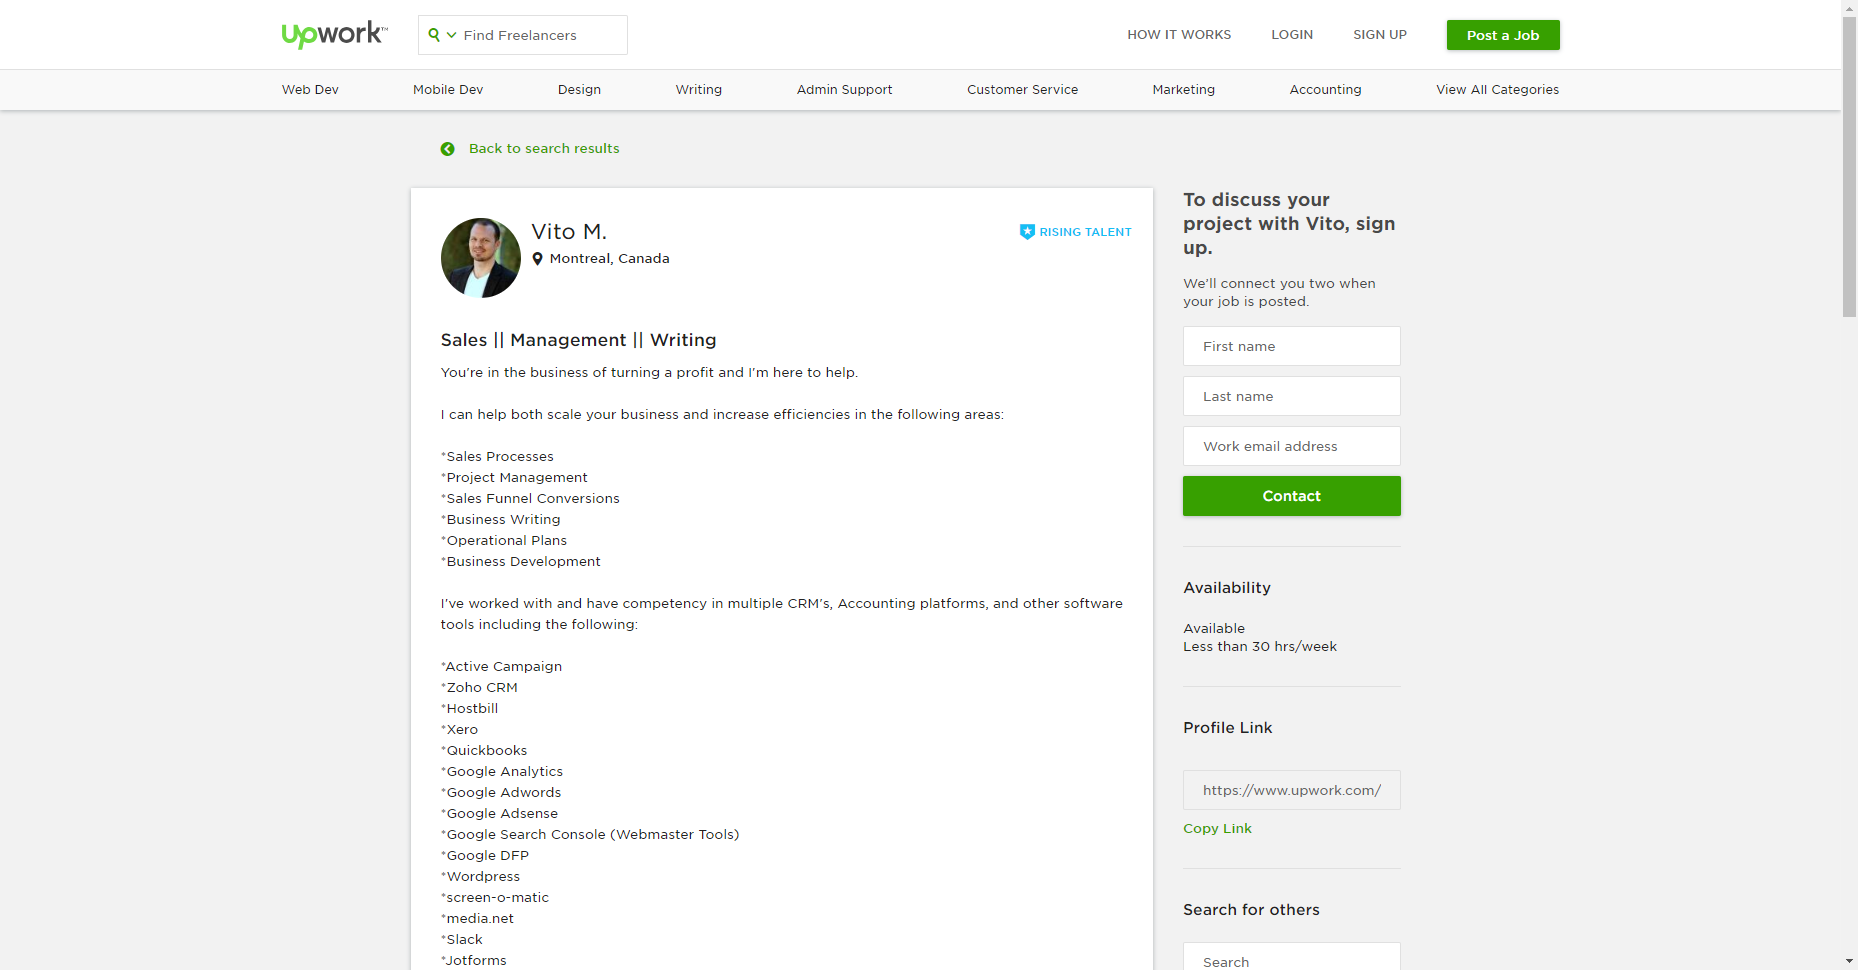 Upwork™
Find Freelancers
HOW IT WORKS
LOGIN
SIGN UP
Post a Job
Web Dev
Mobile Dev
Design
Writing
Admin Support
Customer Service
Marketing
Accounting
View All Categories
Back to search results
Vito M.
Montreal, Canada
RISING TALENT
Sales || Management || Writing
You're in the business of turning a profit and I'm here to help.
I can help both scale your business and increase efficiencies in the following areas:
*Sales Processes
*Project Management
*Sales Funnel Conversions
*Business Writing
*Operational Plans
*Business Development
I've worked with and have competency in multiple CRM's, Accounting platforms, and other software
tools including the following:
*Active Campaign
*Zoho CRM
*Hostbill
*Xero
*Quickbooks
*Google Analytics
*Google Adwords
*Google Adsense
*Google Search Console (Webmaster Tools)
*Google DFP
*Wordpress
*screen-o-matic
*media.net
*Slack
*Jotforms
To discuss your
project with Vito, sign
up.
We'll connect you two when
your job is posted.
First name
Last name
Work email address
Contact
Availability
Available
Less than 30 hrs/week
Profile Link
https://www.upwork.com/
Copy Link
Search for others
Search